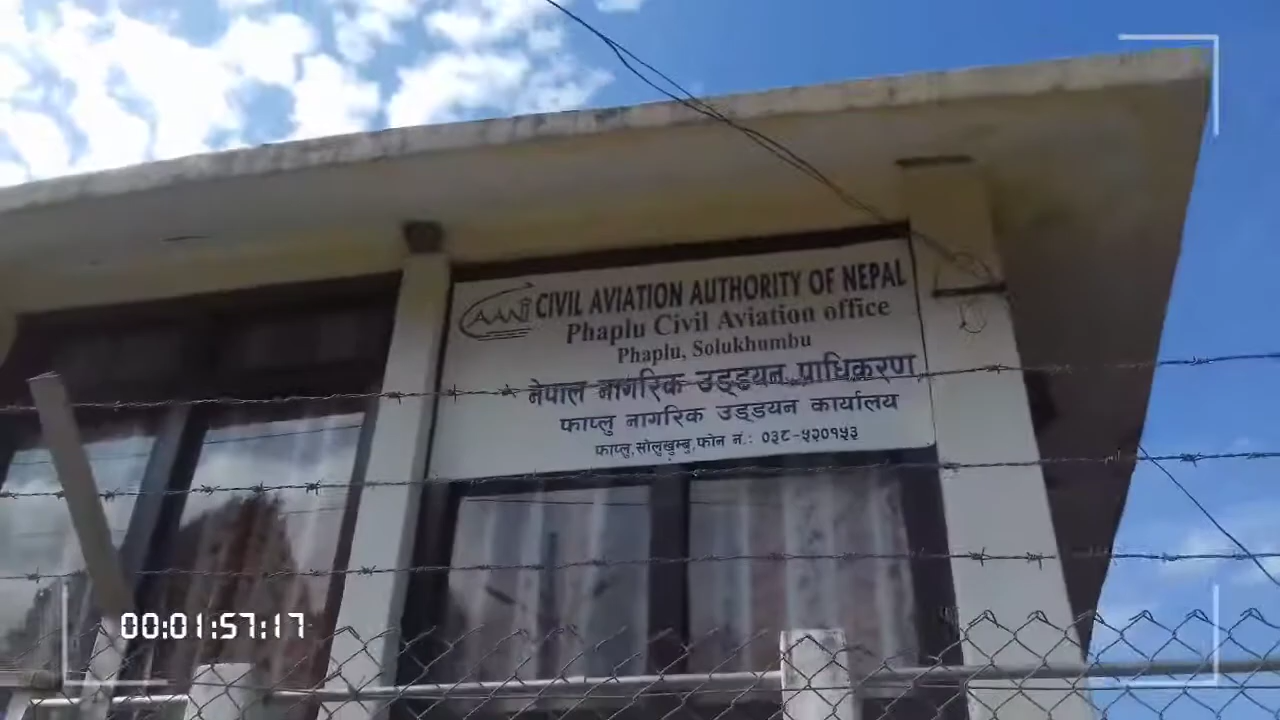 CAAN CIVIL AVIATION AUTHORITY OF NEPAL
Phaplu Civil Aviation office
Phaplu, Solukhumbu
नेपाल नागरिक उड्डयन प्राधिकरण
फाप्लु नागरिक उड्डयन कार्यालय
फाप्लु, सोलुखुम्बु, फोन नं.: ०३८-५२०१५३
00:01:57:17